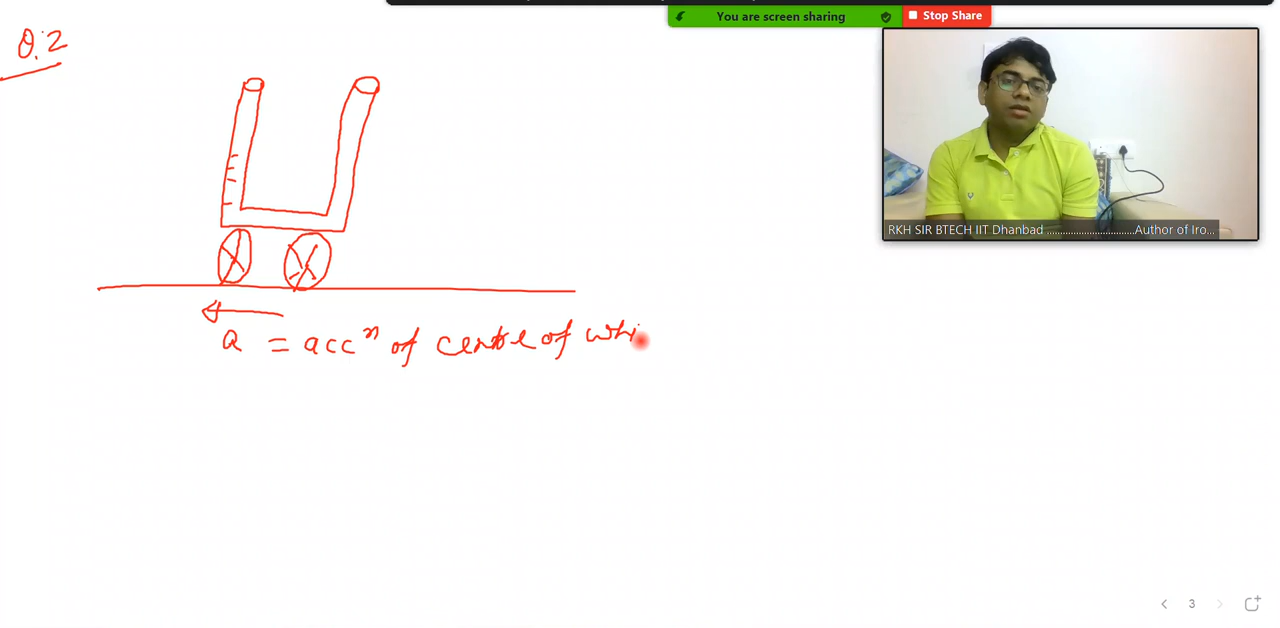 You are screen sharing
Stop Share
Q.2
RKH SIR BTECH IIT Dhanbad ..................................Author of Iro...
a = accⁿ of centre of whi
3